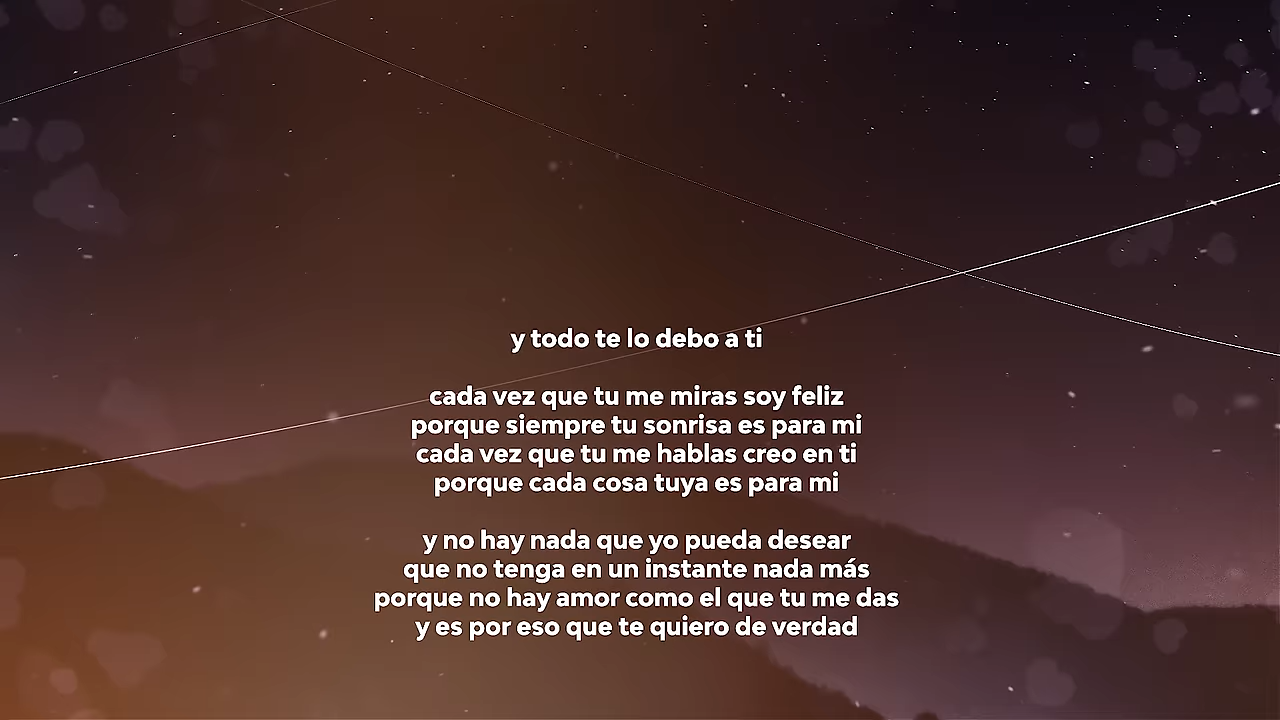 y todo te lo debo a ti
cada vez que tu me miras soy feliz
porque siempre tu sonrisa es para mi
cada vez que tu me hablas creo en ti
porque cada cosa tuya es para mi
y no hay nada que yo pueda desear
que no tenga en un instante nada más
porque no hay amor como el que tu me das
y es por eso que te quiero de verdad